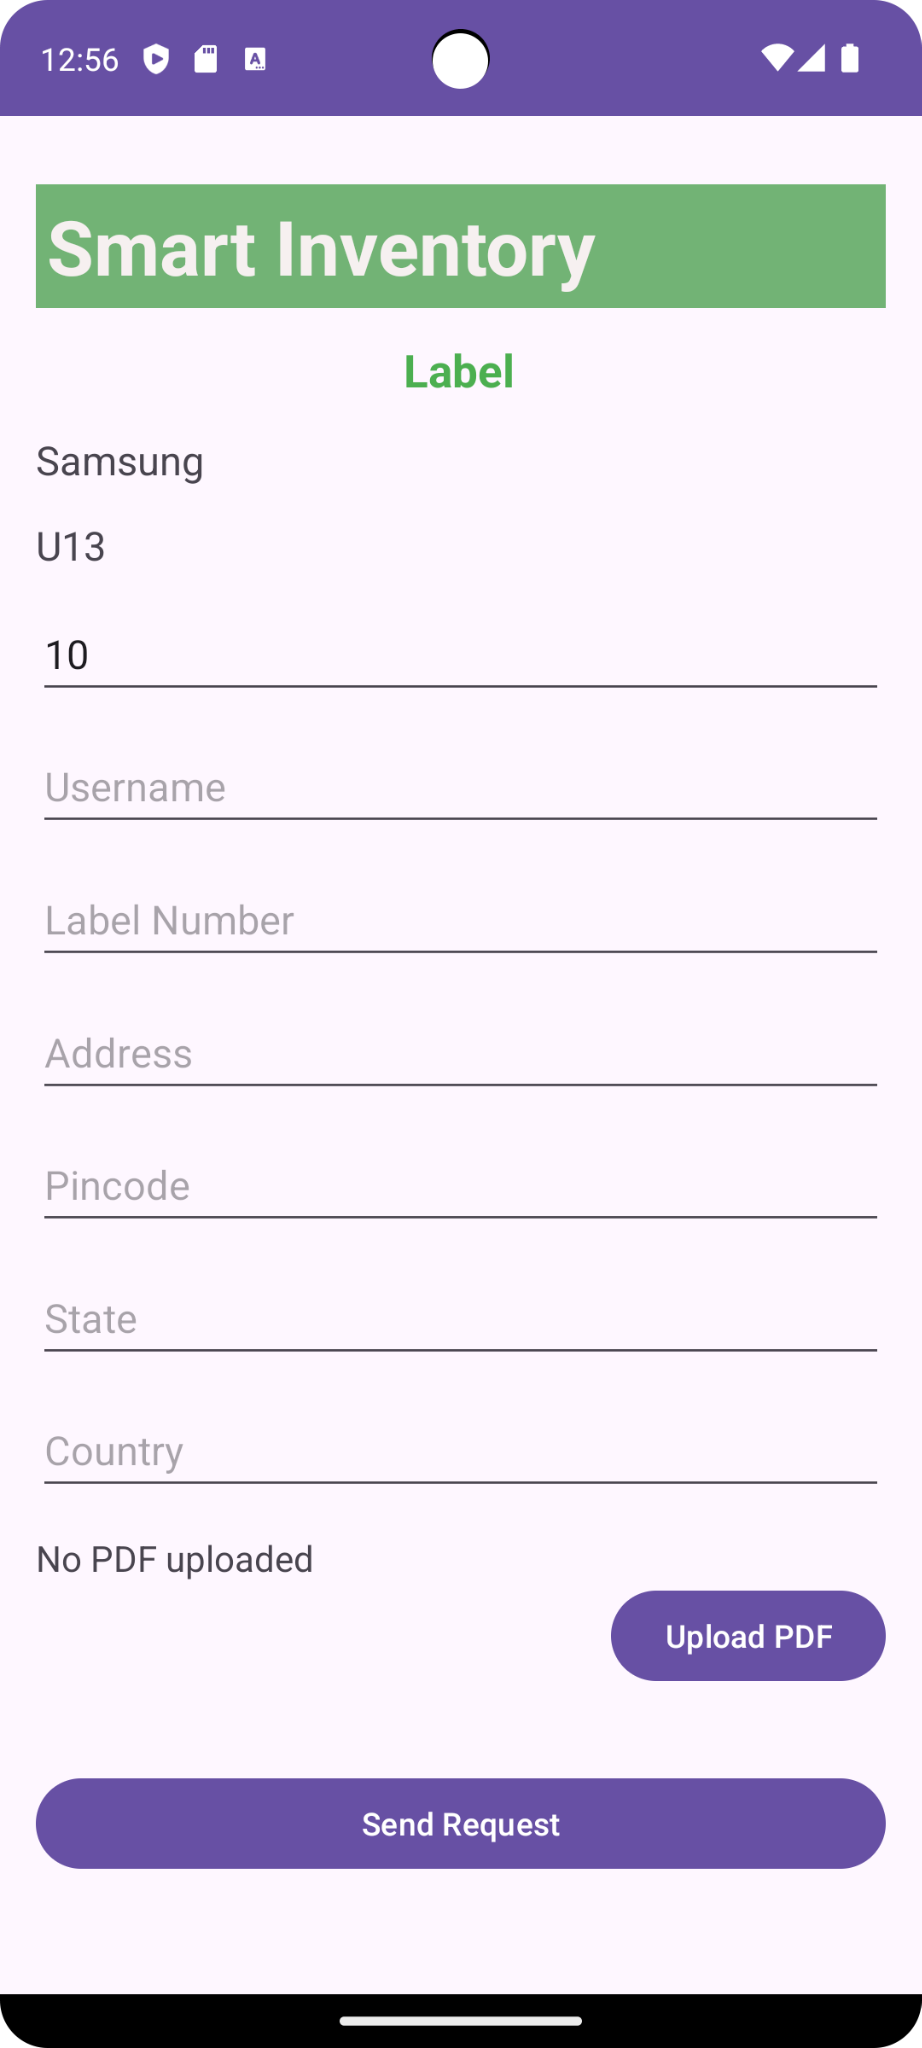 12:56
Smart Inventory
Label
Samsung
U13
10
Username
Label Number
Address
Pincode
State
Country
No PDF uploaded
Upload PDF
Send Request